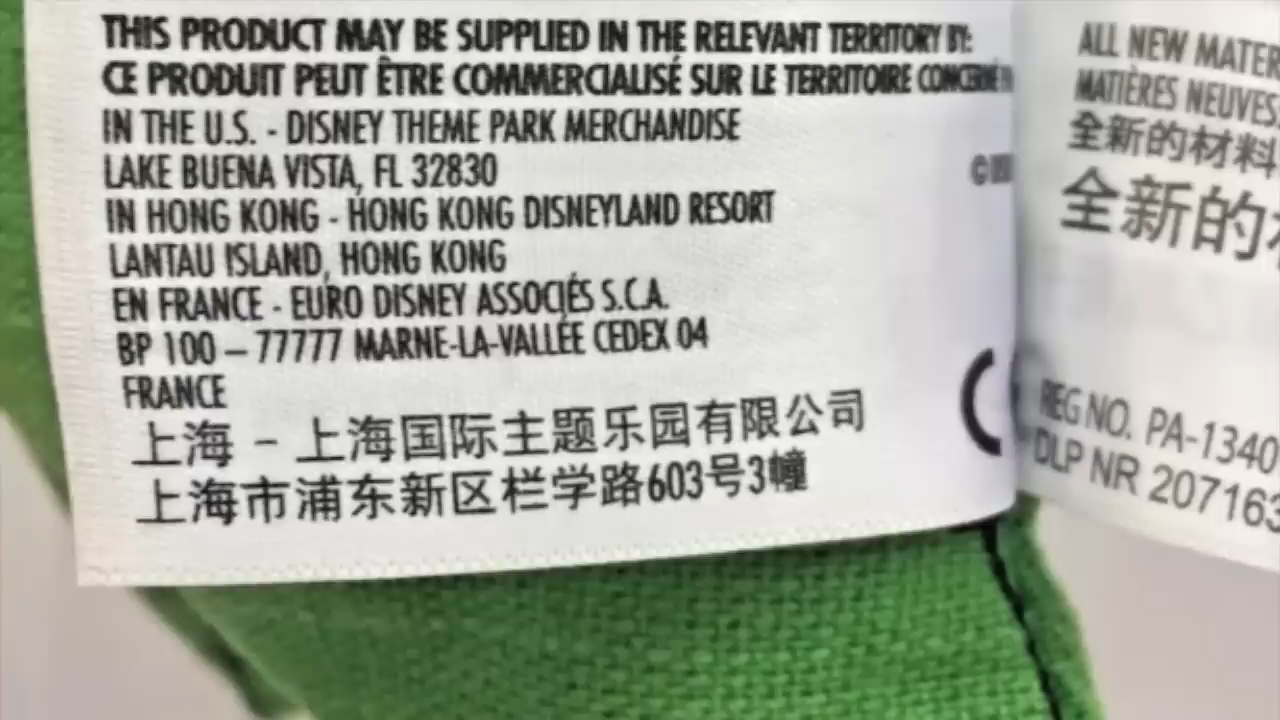 THIS PRODUCT MAY BE SUPPLIED IN THE RELEVANT TERRITORY BY:
CE PRODUIT PEUT ÊTRE COMMERCIALISÉ SUR LE TERRITOIRE CONCERNÉ
IN THE U.S. - DISNEY THEME PARK MERCHANDISE
LAKE BUENA VISTA, FL 32830
IN HONG KONG - HONG KONG DISNEYLAND RESORT
LANTAU ISLAND, HONG KONG
EN FRANCE - EURO DISNEY ASSOCIÉS S.C.A.
BP 100 – 77777 MARNE-LA-VALLÉE CEDEX 04
FRANCE
上海 - 上海国际主题乐园有限公司
上海市浦东新区栏学路603号3幢
©
ALL NEW MATER
MATIÈRES NEUVES
全新的材料
全新的
REG NO. PA-1340
DLP NR 207163